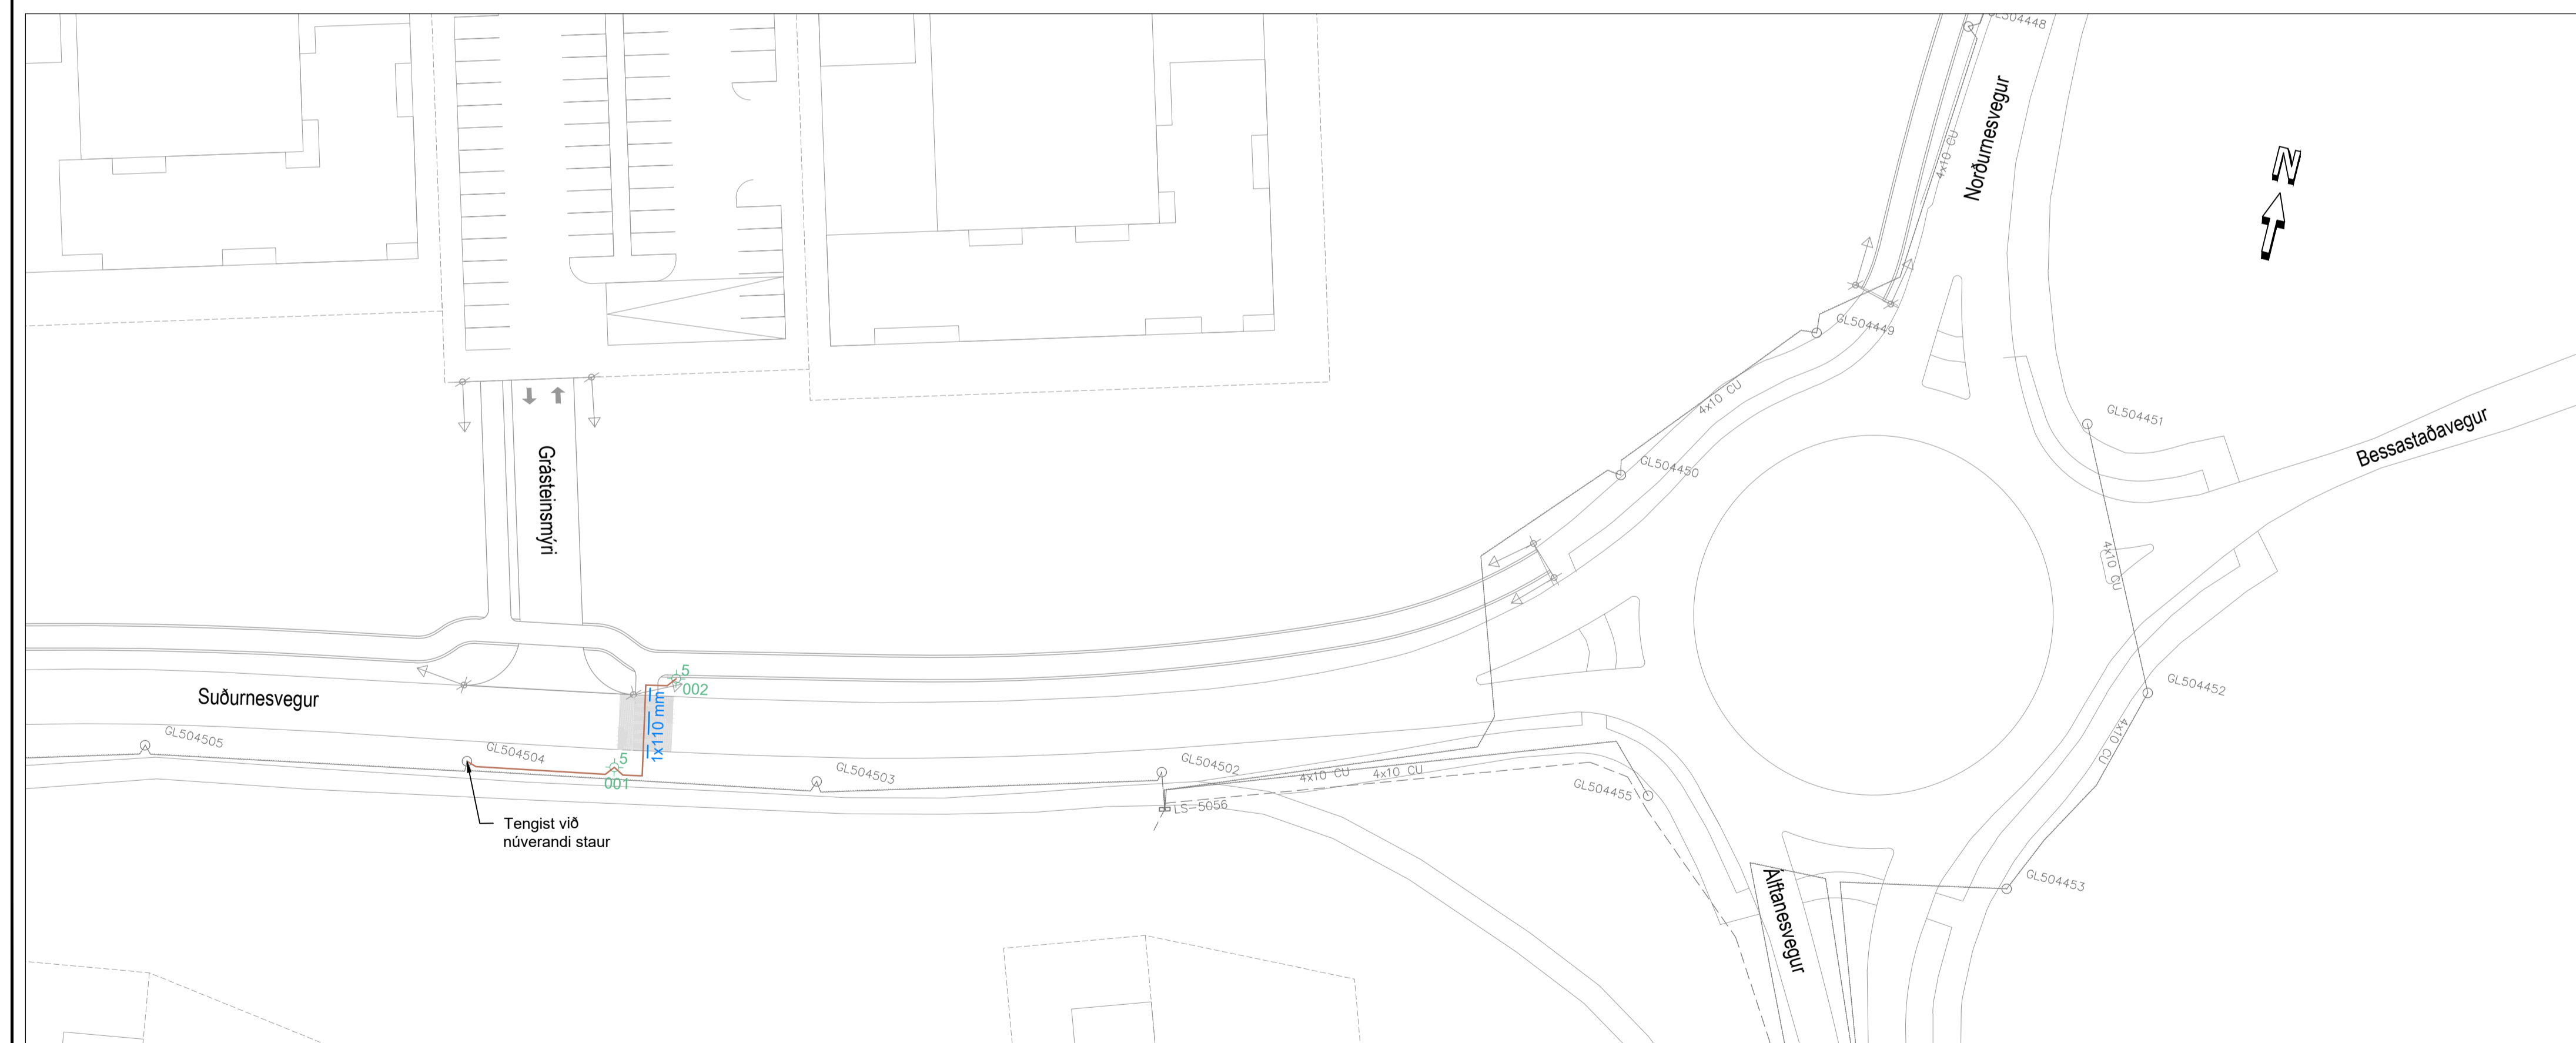 GL504448
Norðurnesvegur
4x10 CU
N
GL504449
4x10 CU
GL504451
Bessastaðavegur
GL504450
Grásteinsmýri
4x10 CU
5
002
Suðurnesvegur
1x110 mm
GL504452
GL504505
GL504504
5
001
GL504503
GL504502
4x10 CU
4x10 CU
4x10 CU
GL504455
LS-5056
Tengist við
núverandi staur
Álftanesvegur
GL504453